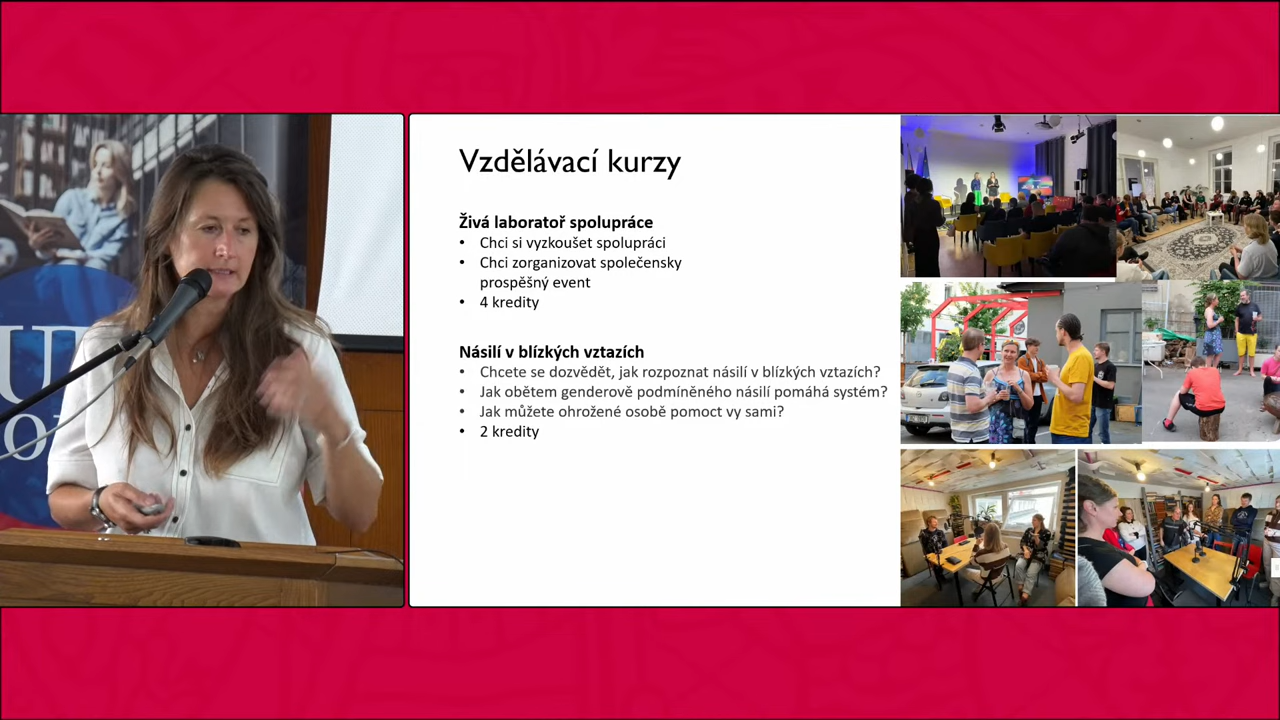 Vzdělávací kurzy
Živá laboratoř spolupráce
• Chci si vyzkoušet spolupráci
• Chci zorganizovat společensky
prospěšný event
• 4 kredity
Násilí v blízkých vztazích
• Chcete se dozvědět, jak rozpoznat násilí v blízkých vztazích?
• Jak obětem genderově podmíněného násilí pomáhá systém?
• Jak můžete ohrožené osobě pomoct vy sami?
• 2 kredity